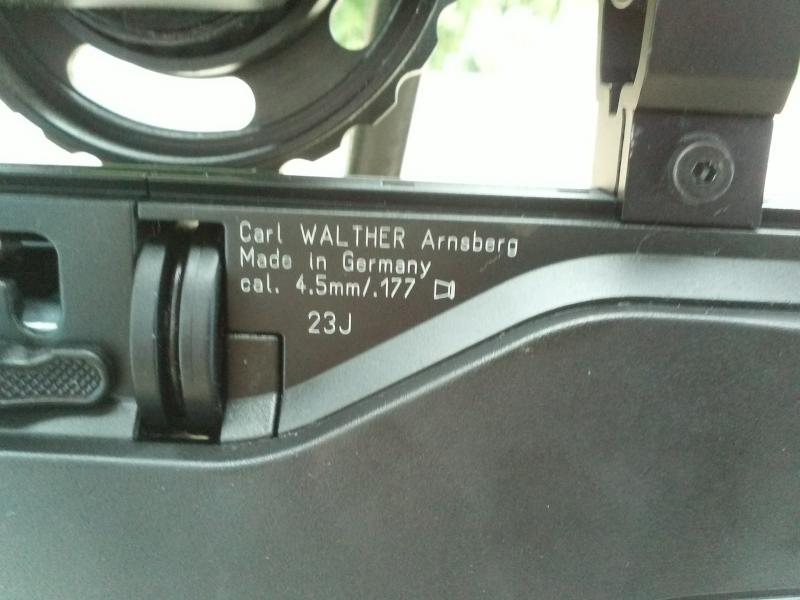 Carl WALTHER Arnsberg
Made in Germany
cal. 4.5mm/.177
23J